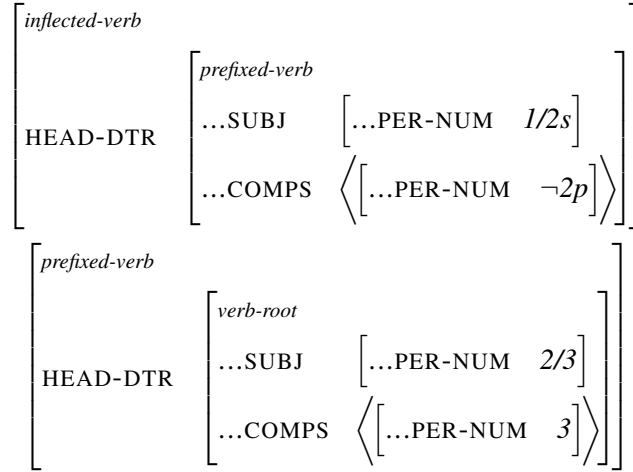 inflected-verb
prefixed-verb
HEAD-DTR …SUBJ […PER-NUM 1/2s]
…COMPS ⟨[…PER-NUM ¬2p]⟩
prefixed-verb
verb-root
HEAD-DTR …SUBJ […PER-NUM 2/3]
…COMPS ⟨[…PER-NUM 3]⟩